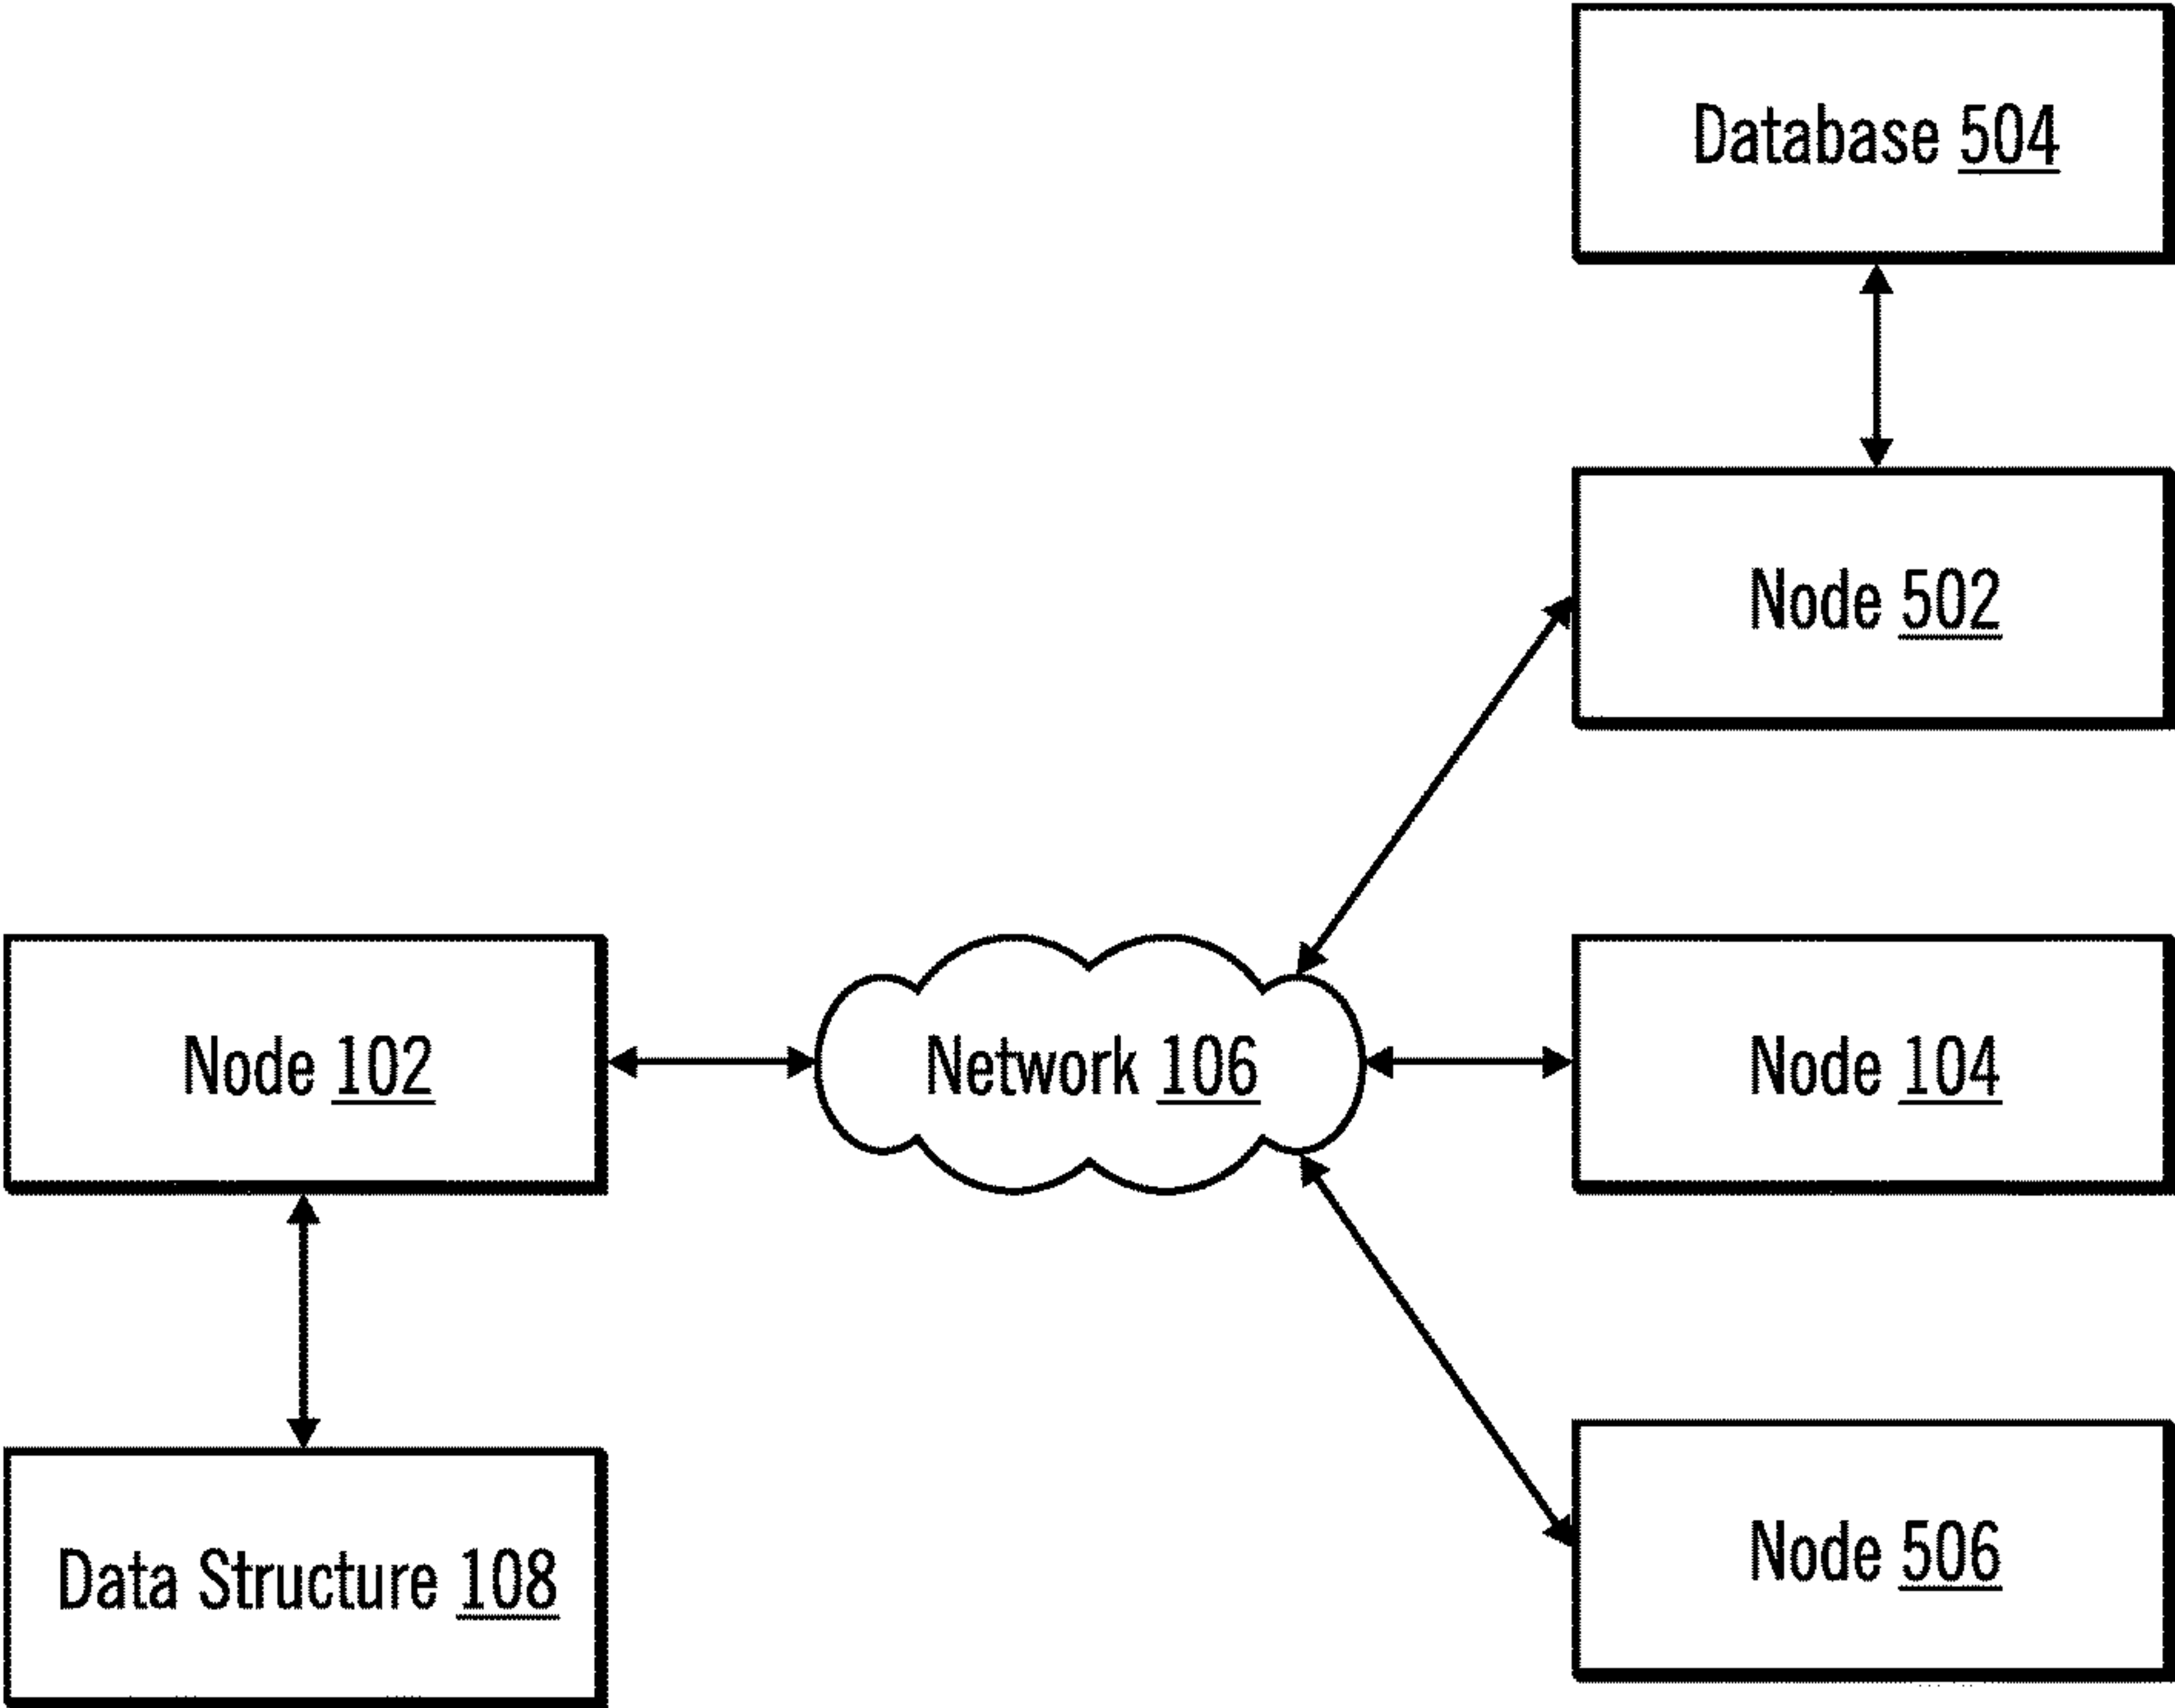 Database 504
Node 502
Node 102
Network 106
Node 104
Data Structure 108
Node 506